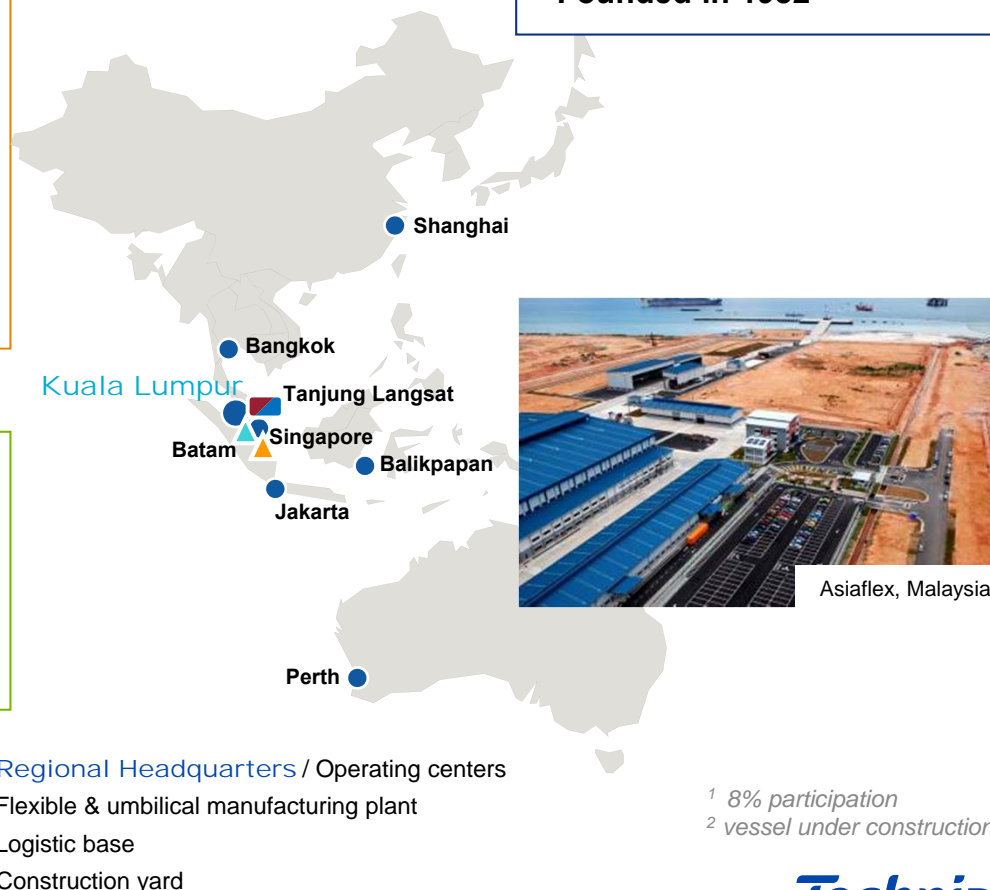 Shanghai
Bangkok
Kuala Lumpur
Tanjung Langsat
Singapore
Batam
Balikpapan
Jakarta
Asiaflex, Malaysia
Perth
Regional Headquarters / Operating centers
Flexible & umbilical manufacturing plant
Logistic base
Construction yard
¹ 8% participation
² vessel under construction